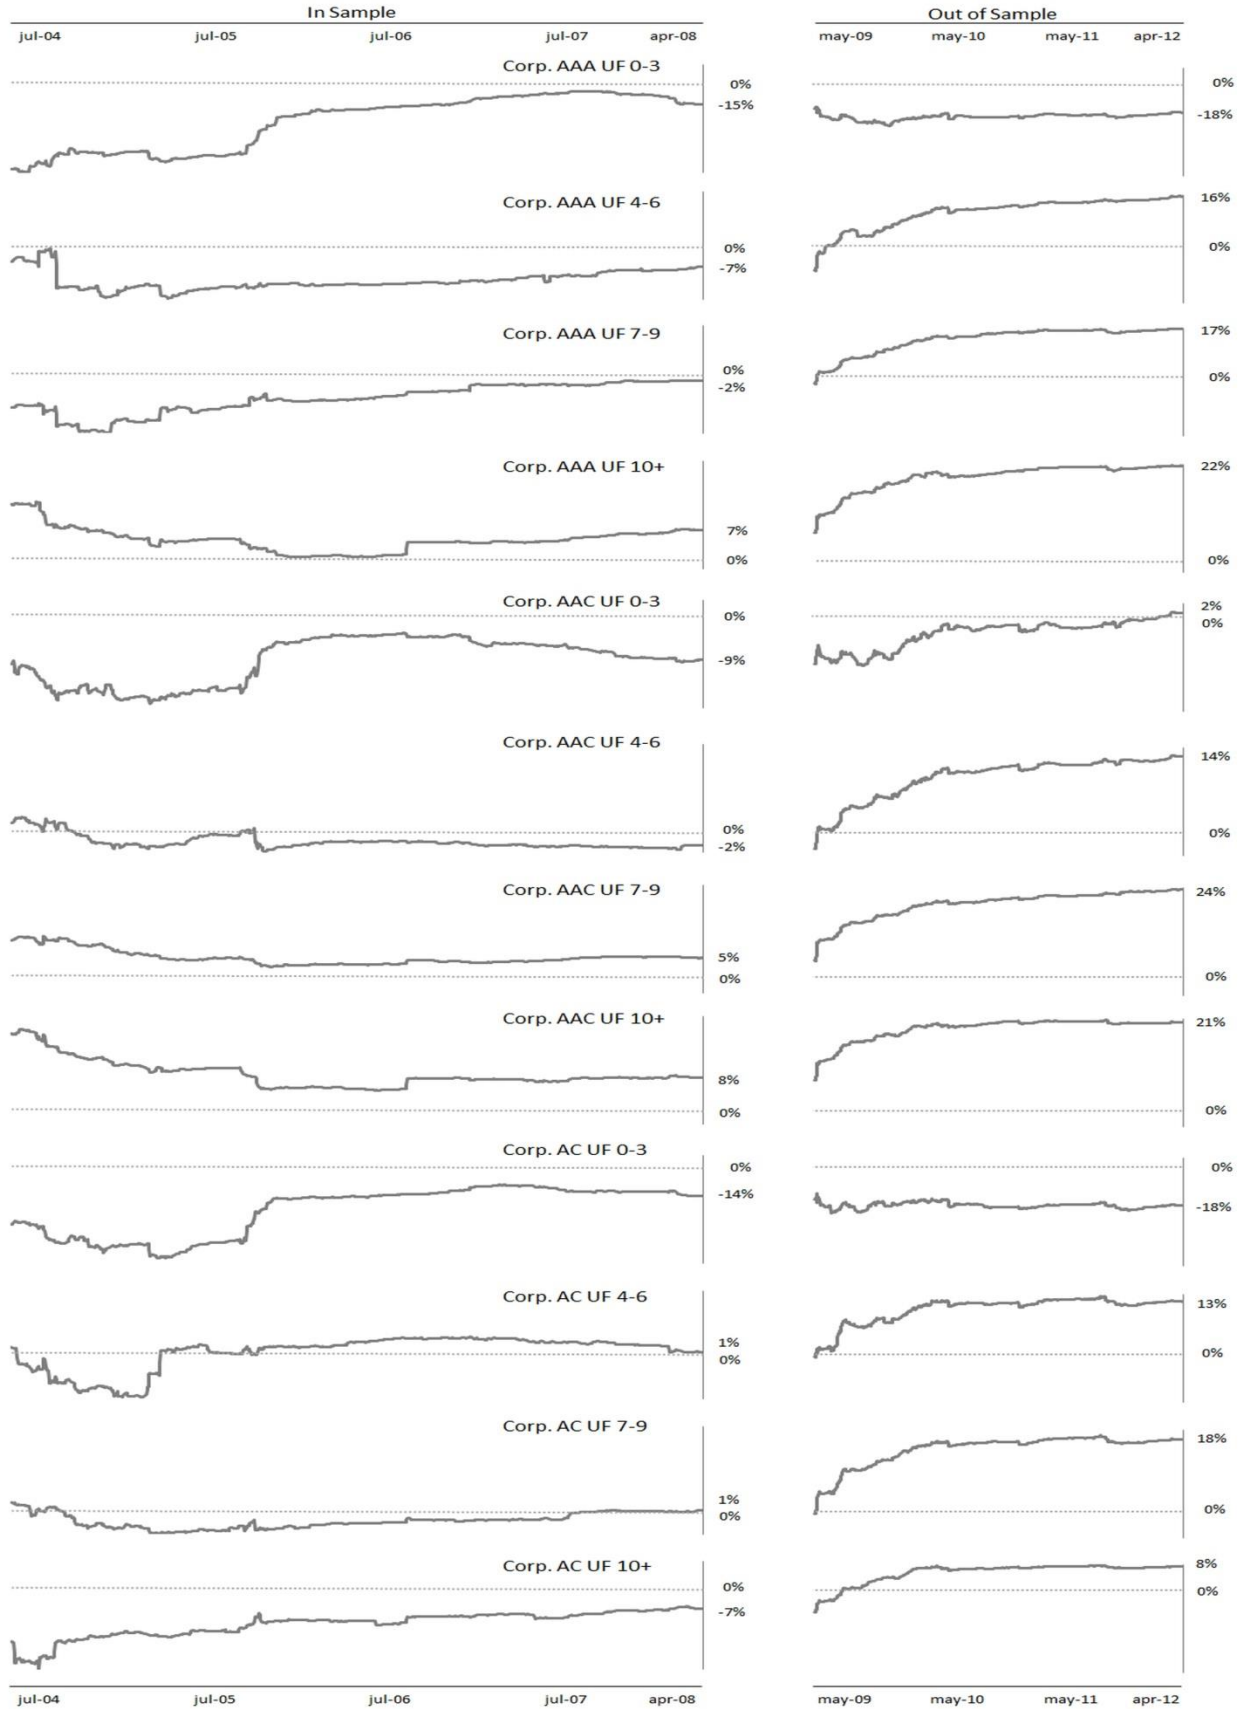 In Sample Out of Sample
jul-04 jul-05 jul-06 jul-07 apr-08 may-09 may-10 may-11 apr-12
Corp. AAA UF 0-3
0% 0%
-15% -18%
Corp. AAA UF 4-6 16%
0% 0%
-7%
Corp. AAA UF 7-9 17%
0% 0%
-2%
Corp. AAA UF 10+ 22%
7%
0% 0%
Corp. AAC UF 0-3 2%
0% 0%
-9%
Corp. AAC UF 4-6 14%
0% 0%
-2%
Corp. AAC UF 7-9 24%
5%
0% 0%
Corp. AAC UF 10+ 21%
8%
0% 0%
Corp. AC UF 0-3
0% 0%
-14% -18%
Corp. AC UF 4-6 13%
1%
0% 0%
Corp. AC UF 7-9 18%
1%
0% 0%
Corp. AC UF 10+ 8%
0% 0%
-7%
jul-04 jul-05 jul-06 jul-07 apr-08 may-09 may-10 may-11 apr-12